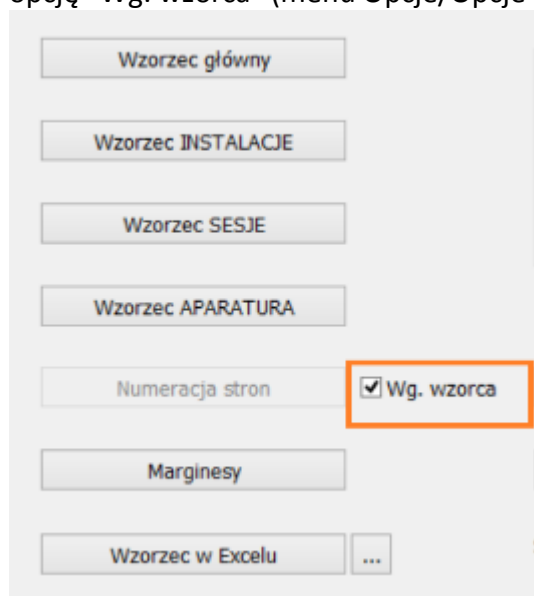 opcję "Wg. wzorca" (menu Opcje/Opcje
Wzorzec główny
Wzorzec INSTALACJE
Wzorzec SESJE
Wzorzec APARATURA
Numeracja stron Wg. wzorca
Marginesy
Wzorzec w Excelu ...